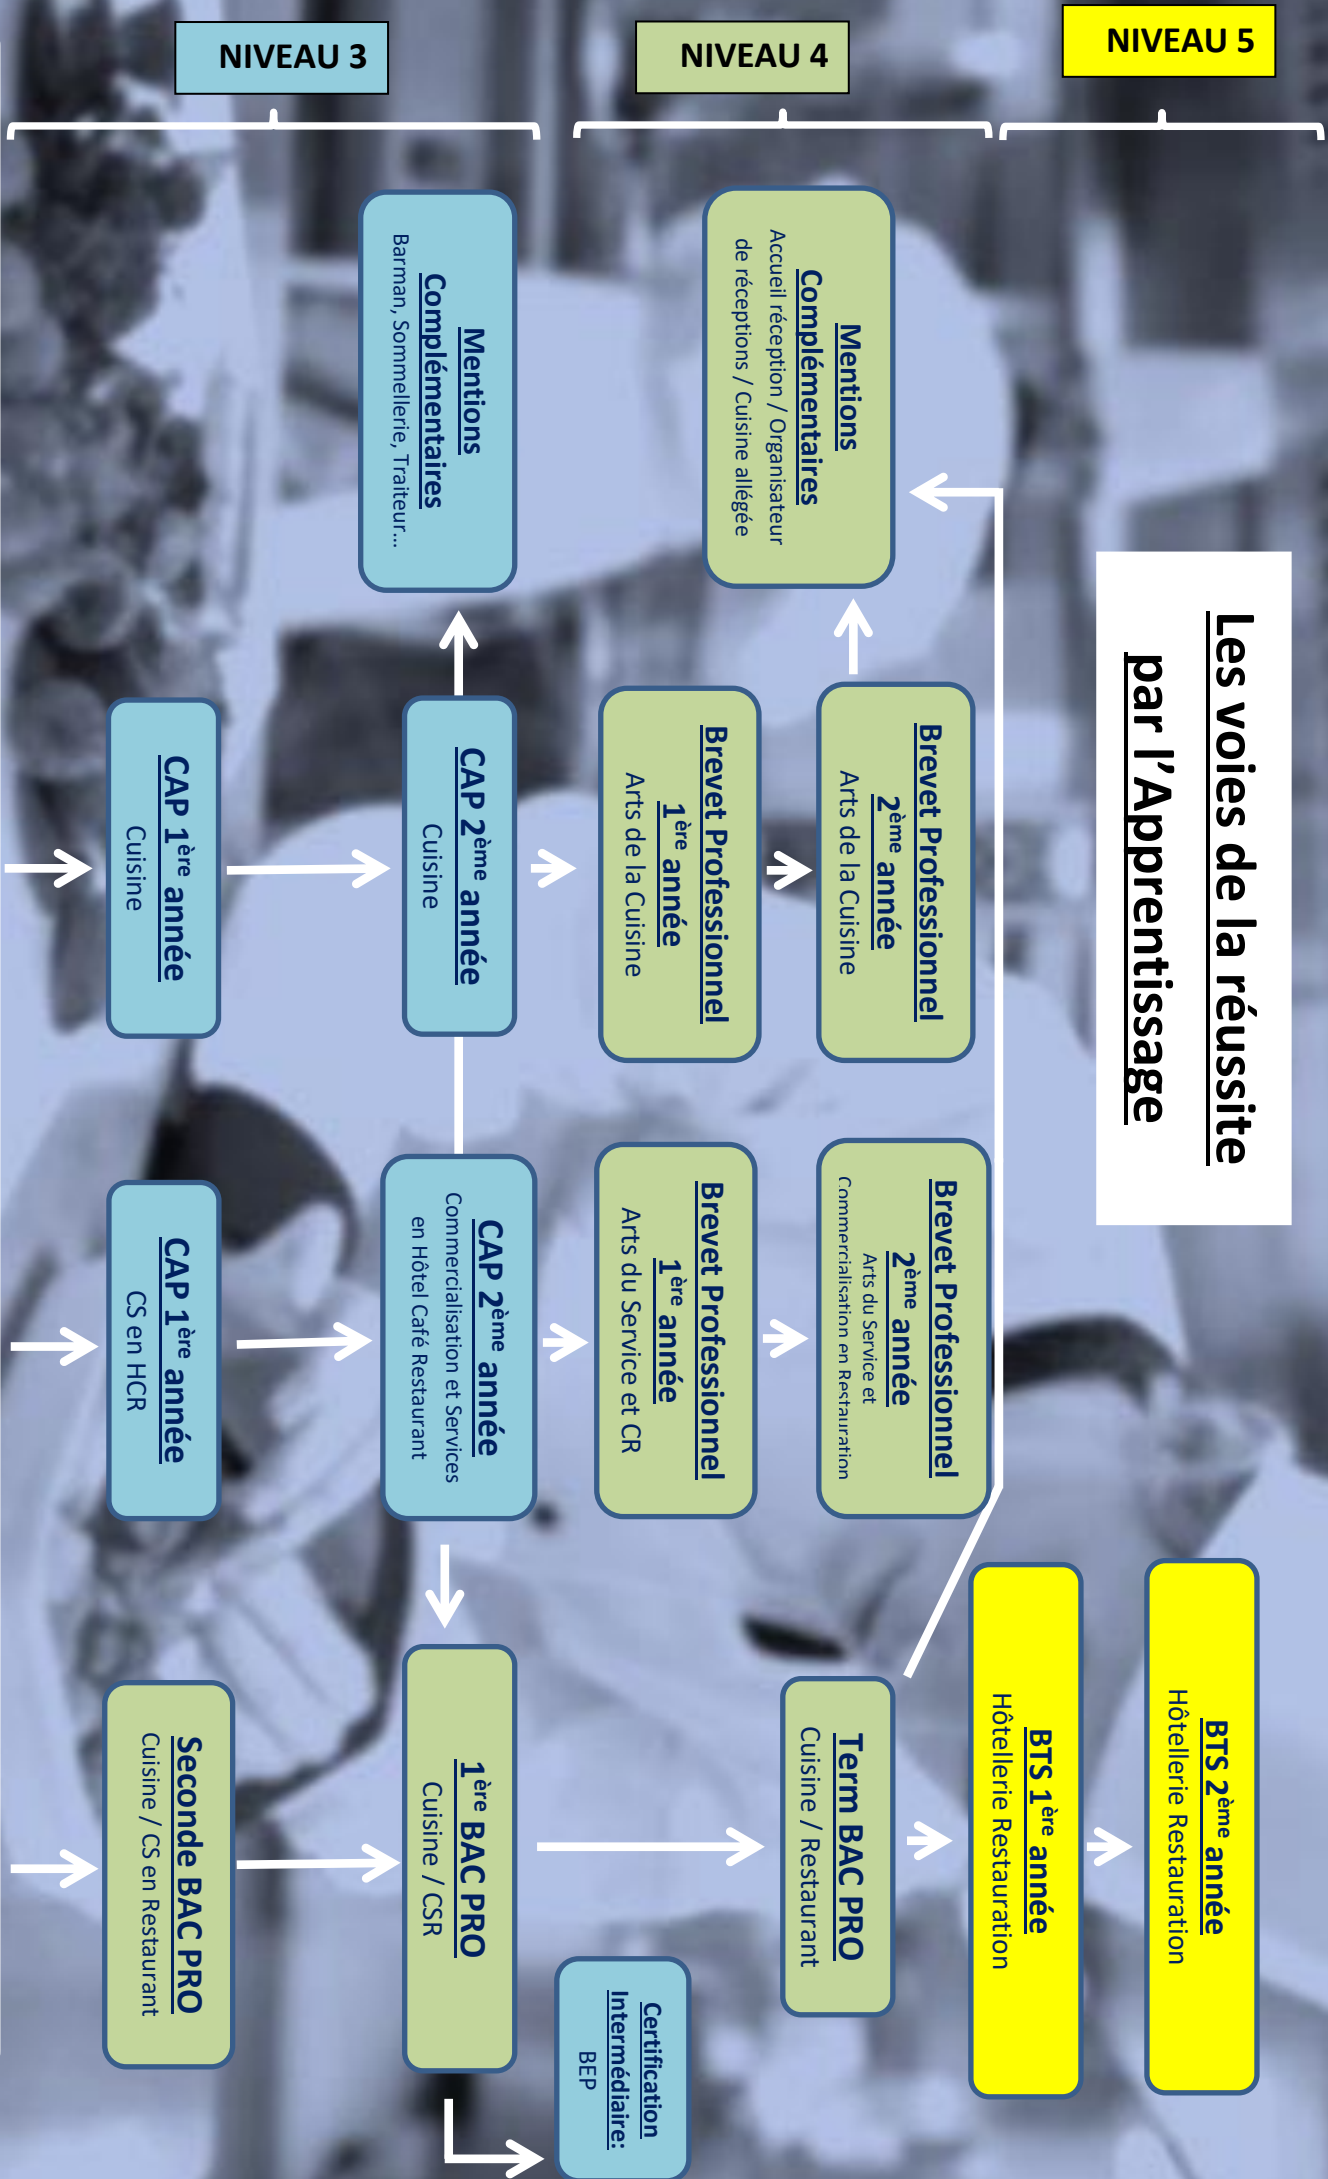 NIVEAU 3
NIVEAU 4
NIVEAU 5
Les voies de la réussite
par l’Apprentissage
BTS 2ème année
Hôtellerie Restauration
BTS 1ère année
Hôtellerie Restauration
Mentions
Complémentaires
Accueil réception / Organisateur
de réceptions / Cuisine allégée
Brevet Professionnel
2ème année
Arts de la Cuisine
Brevet Professionnel
2ème année
Arts du Service et
Commercialisation en Restauration
Term BAC PRO
Cuisine / Restaurant
Brevet Professionnel
1ère année
Arts de la Cuisine
Brevet Professionnel
1ère année
Arts du Service et CR
Certification
Intermédiaire:
BEP
Mentions
Complémentaires
Barman, Sommellerie, Traiteur...
CAP 2ème année
Cuisine
CAP 2ème année
Commercialisation et Services
en Hôtel Café Restaurant
1ère BAC PRO
Cuisine / CSR
CAP 1ère année
Cuisine
CAP 1ère année
CS en HCR
Seconde BAC PRO
Cuisine / CS en Restaurant